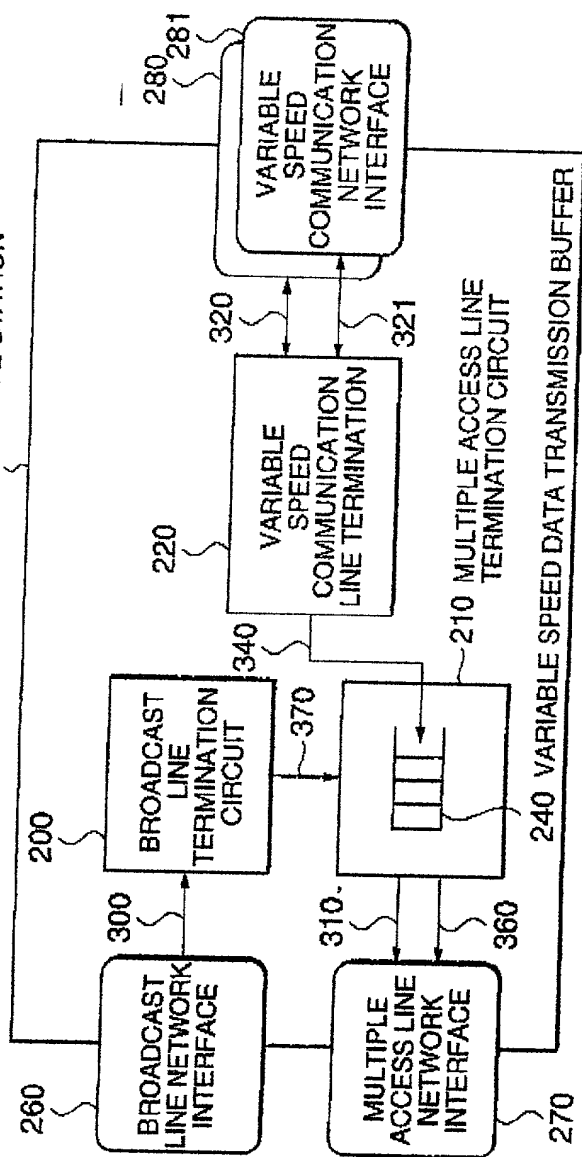 260
BROADCAST
LINE NETWORK
INTERFACE
300
200
BROADCAST
LINE
TERMINATION
CIRCUIT
370
340
220
VARIABLE
SPEED
COMMUNICATION
LINE TERMINATION
320
321
280
281
VARIABLE
SPEED
COMMUNICATION
NETWORK
INTERFACE
310
360
MULTIPLE
ACCESS LINE
NETWORK
INTERFACE
270
210 MULTIPLE ACCESS LINE
TERMINATION CIRCUIT
240 VARIABLE SPEED DATA TRANSMISSION BUFFER